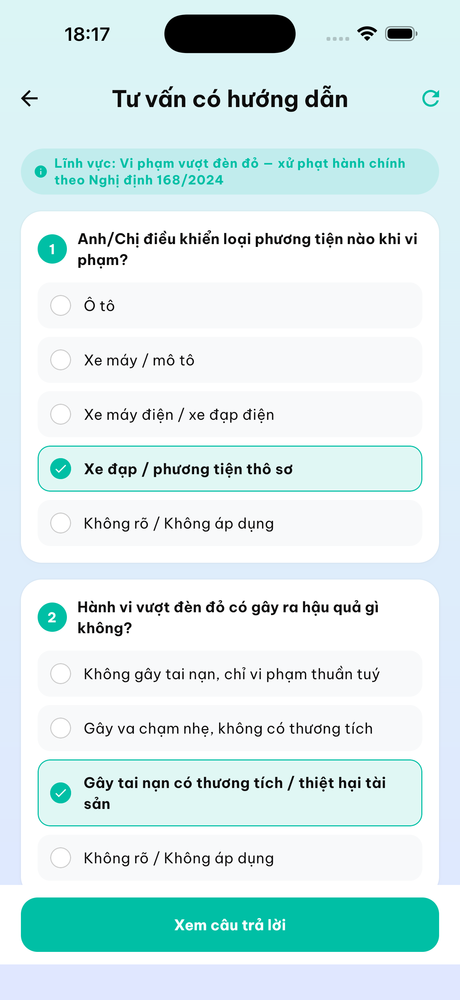 18:17
Tư vấn có hướng dẫn
Lĩnh vực: Vi phạm vượt đèn đỏ — xử phạt hành chính
theo Nghị định 168/2024
1
Anh/Chị điều khiển loại phương tiện nào khi vi
phạm?
Ô tô
Xe máy / mô tô
Xe máy điện / xe đạp điện
Xe đạp / phương tiện thô sơ
Không rõ / Không áp dụng
2
Hành vi vượt đèn đỏ có gây ra hậu quả gì
không?
Không gây tai nạn, chỉ vi phạm thuần tuý
Gây va chạm nhẹ, không có thương tích
Gây tai nạn có thương tích / thiệt hại tài
sản
Không rõ / Không áp dụng
Xem câu trả lời